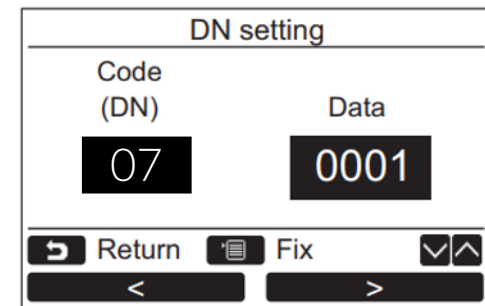 DN setting
Code
(DN) Data
07 0001
Return Fix
< >